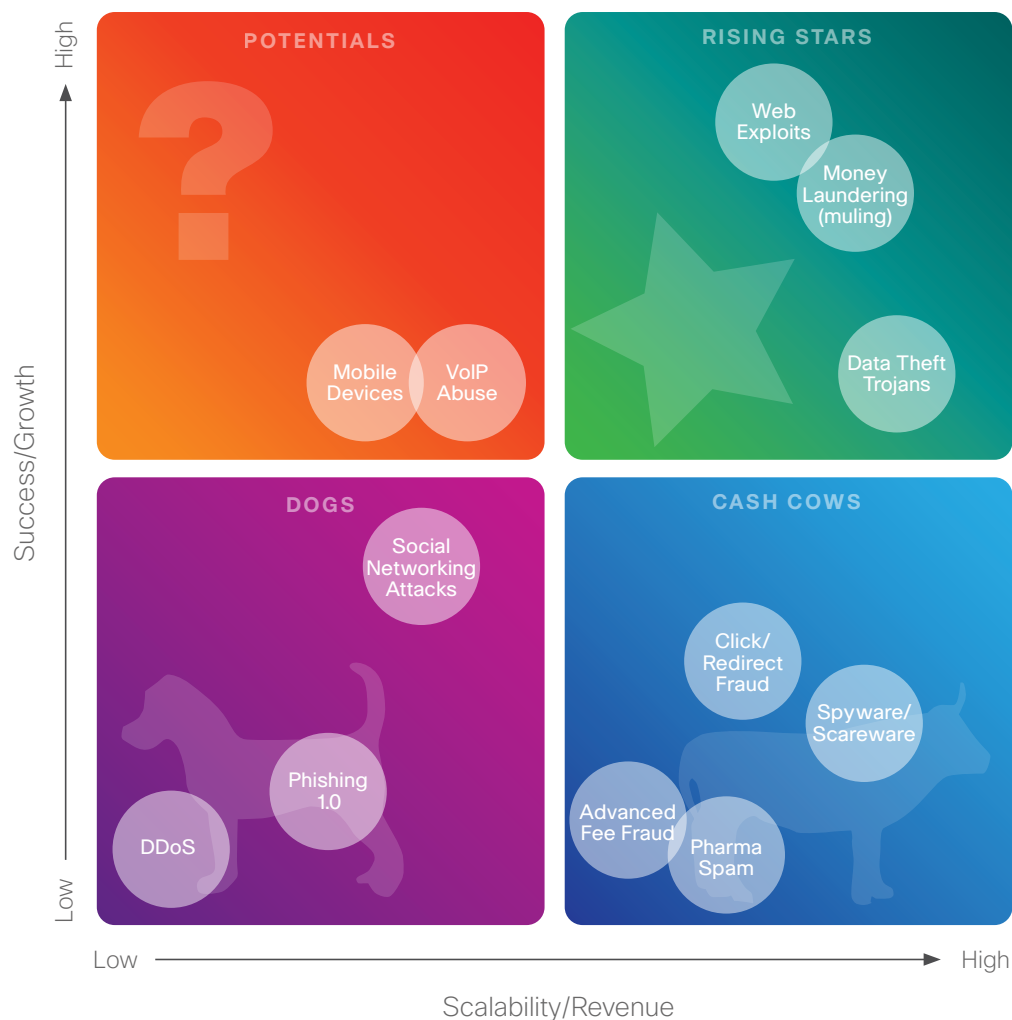 POTENTIALS
Mobile
Devices
VoIP
Abuse
RISING STARS
Web
Exploits
Money
Laundering
(muling)
Data Theft
Trojans
DOGS
Social
Networking
Attacks
Phishing
1.0
DDoS
CASH COWS
Click/
Redirect
Fraud
Spyware/
Scareware
Advanced
Fee Fraud
Pharma
Spam
High
Success/Growth
Low
Low
High
Scalability/Revenue